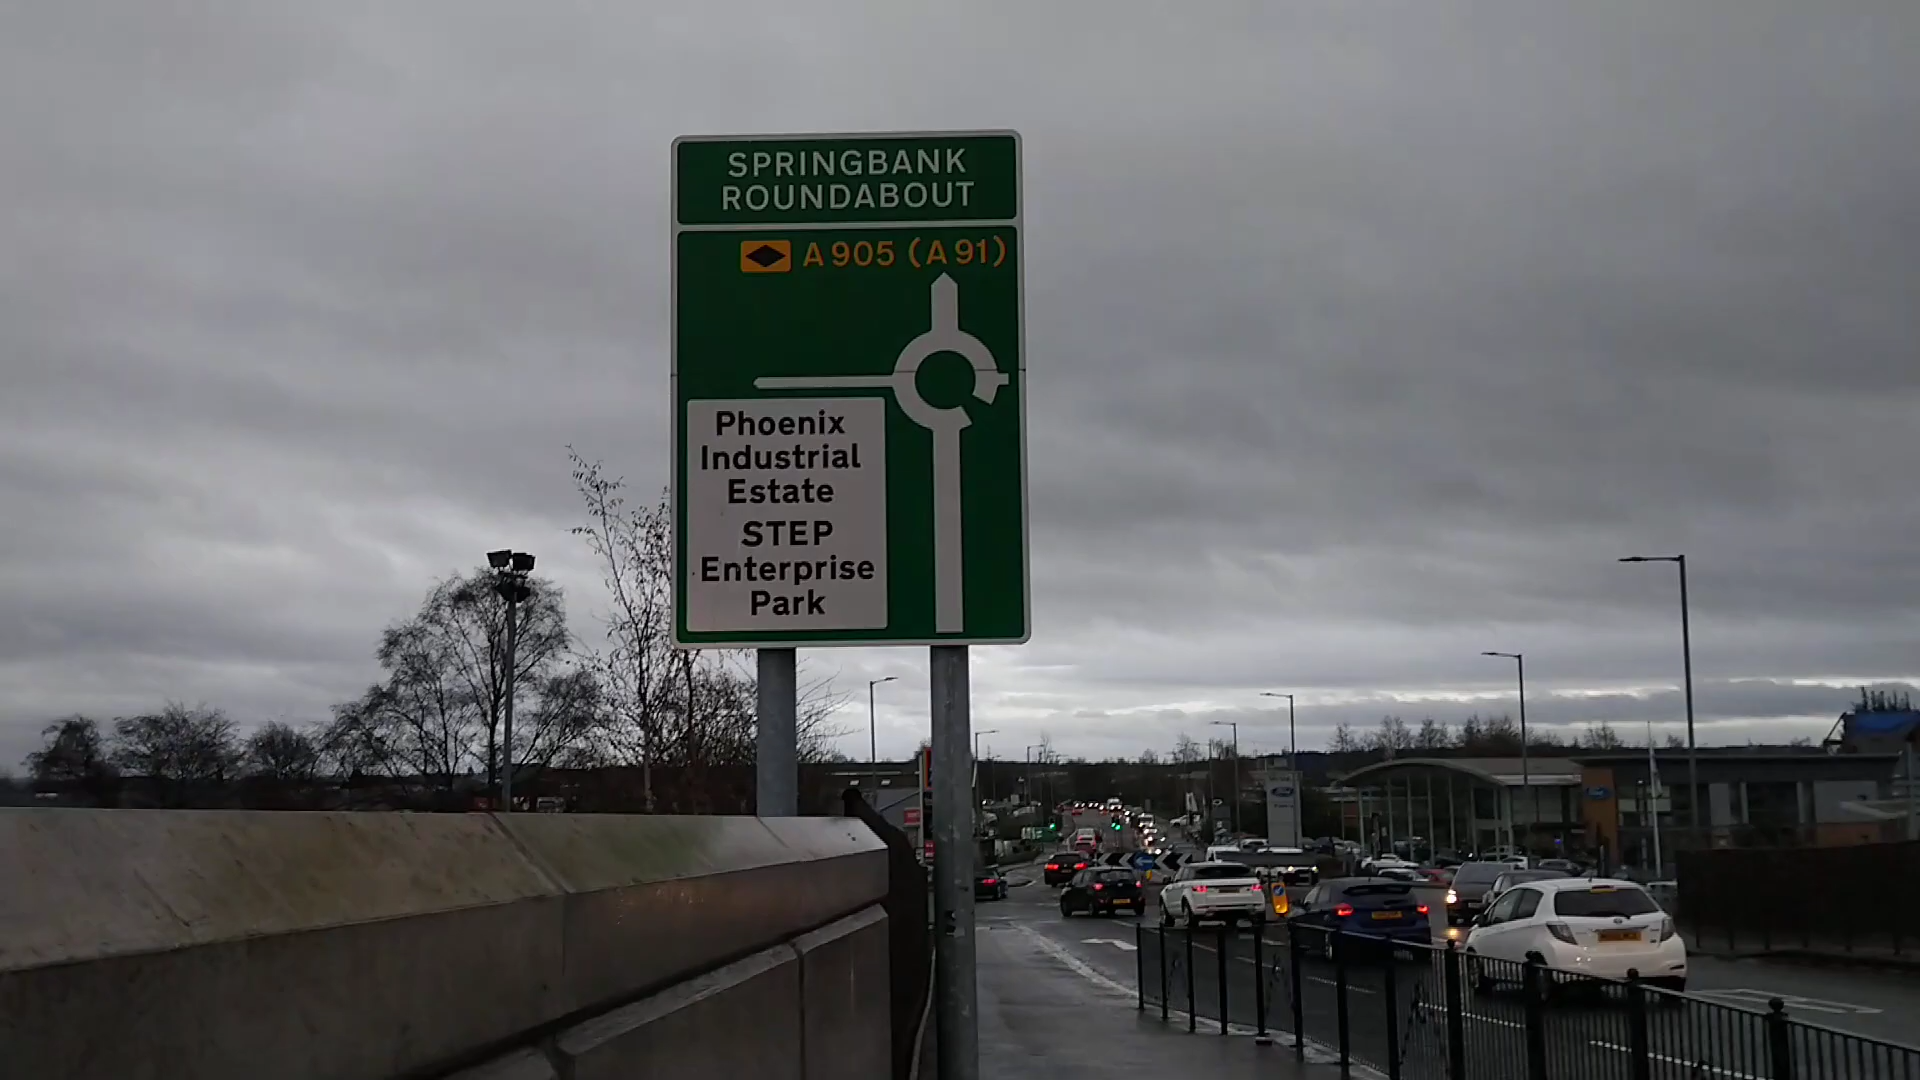 SPRINGBANK
ROUNDABOUT
A905 (A91)
Phoenix
Industrial
Estate
STEP
Enterprise
Park